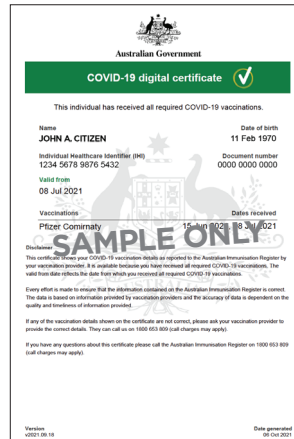 Australian Government
COVID-19 digital certificate
This individual has received all required COVID-19 vaccinations.
Name
Date of birth
JOHN A. CITIZEN
11 Feb 1970
Individual Healthcare Identifier (IHI)
Document number
1234 5678 9876 5432
0000 0000 0000
Valid from
08 Jul 2021
Vaccinations
Dates received
Pfizer Comirnaty
15 Jun 2021, 08 Jul 2021
SAMPLE ONLY
Disclaimer
This certificate shows your COVID-19 vaccination details as reported to the Australian Immunisation Register by
your vaccination provider. It is available because you have received all required COVID-19 vaccinations. The
valid from date reflects the date from which you received all required COVID-19 vaccinations.
Every effort is made to ensure that the information contained on the Australian Immunisation Register is correct.
The data is based on information provided by vaccination providers and the accuracy of data is dependent on the
quality and timeliness of information provided.
If any of the vaccination details shown on the certificate are not correct, please ask your vaccination provider to
provide the correct details. They can call us on 1800 653 809 (call charges may apply).
If you have any questions about this certificate please call the Australian Immunisation Register on 1800 653 809
(call charges may apply).
Version
Date generated
v2021.09.18
06 Oct 2021